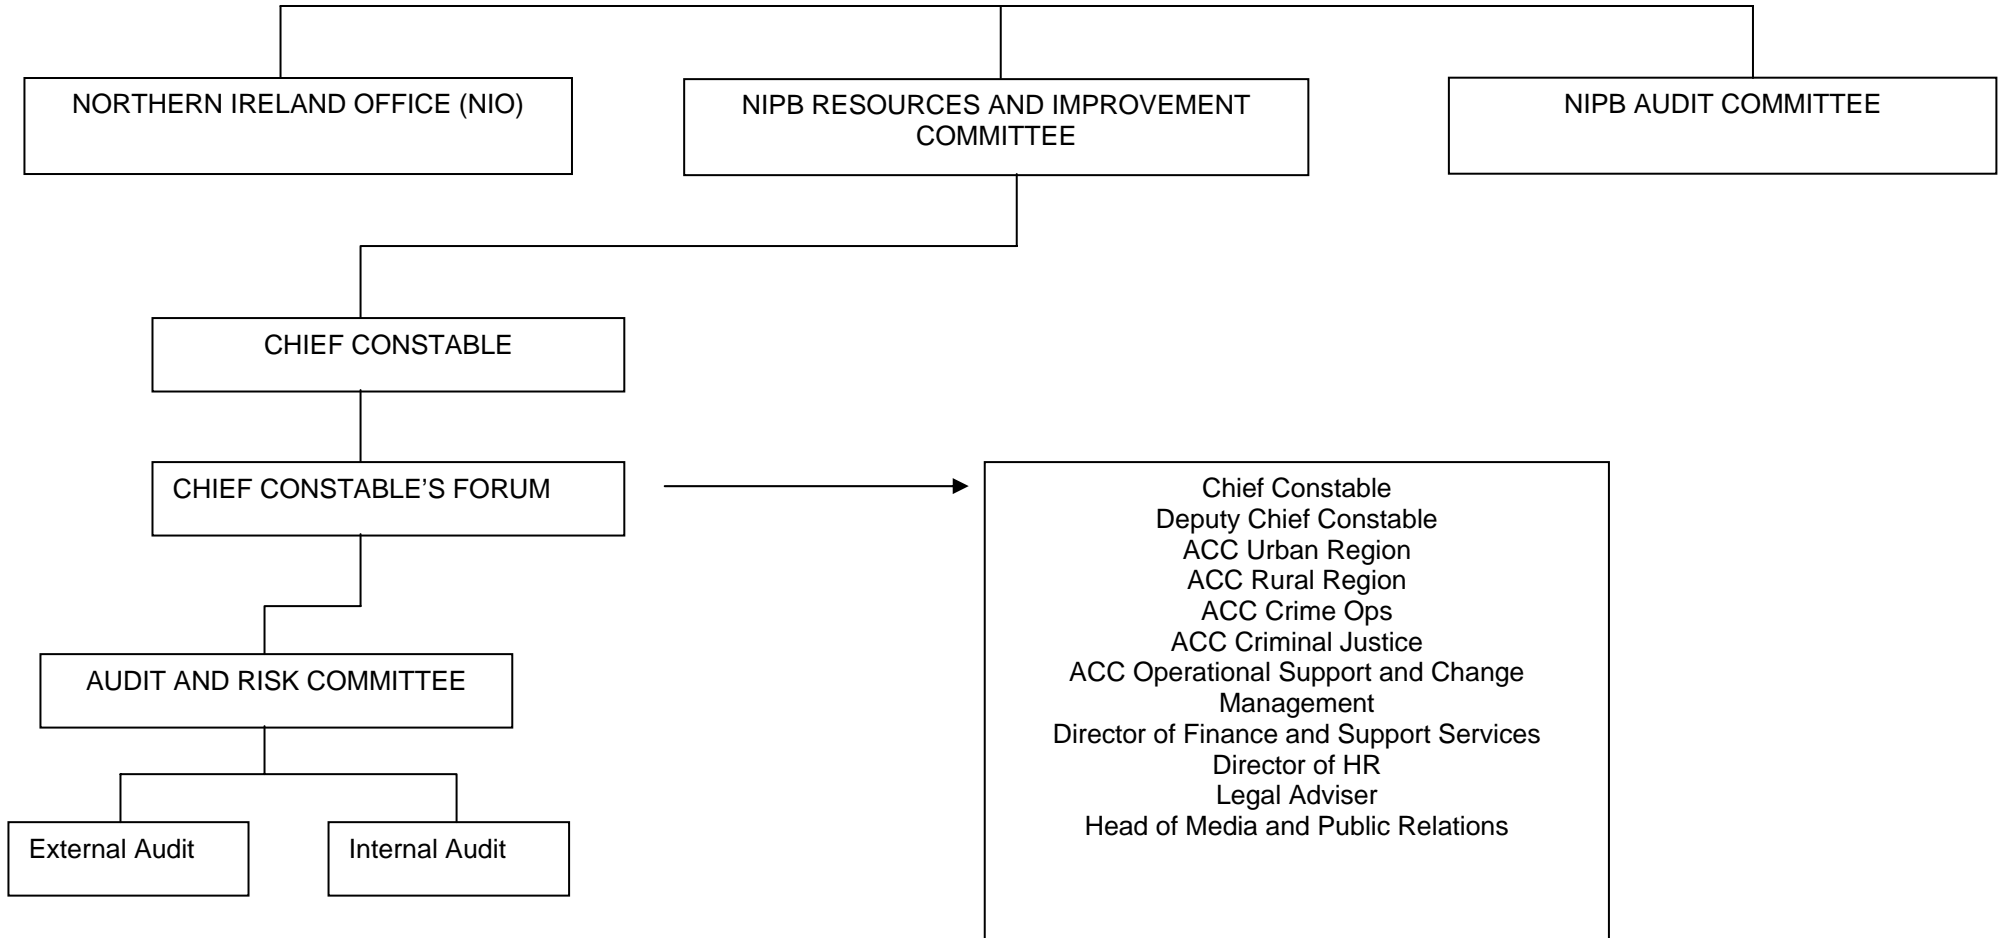 NORTHERN IRELAND OFFICE (NIO)
NIPB RESOURCES AND IMPROVEMENT
COMMITTEE
NIPB AUDIT COMMITTEE
CHIEF CONSTABLE
CHIEF CONSTABLE’S FORUM
Chief Constable
Deputy Chief Constable
ACC Urban Region
ACC Rural Region
ACC Crime Ops
ACC Criminal Justice
ACC Operational Support and Change
Management
Director of Finance and Support Services
Director of HR
Legal Adviser
Head of Media and Public Relations
AUDIT AND RISK COMMITTEE
External Audit
Internal Audit